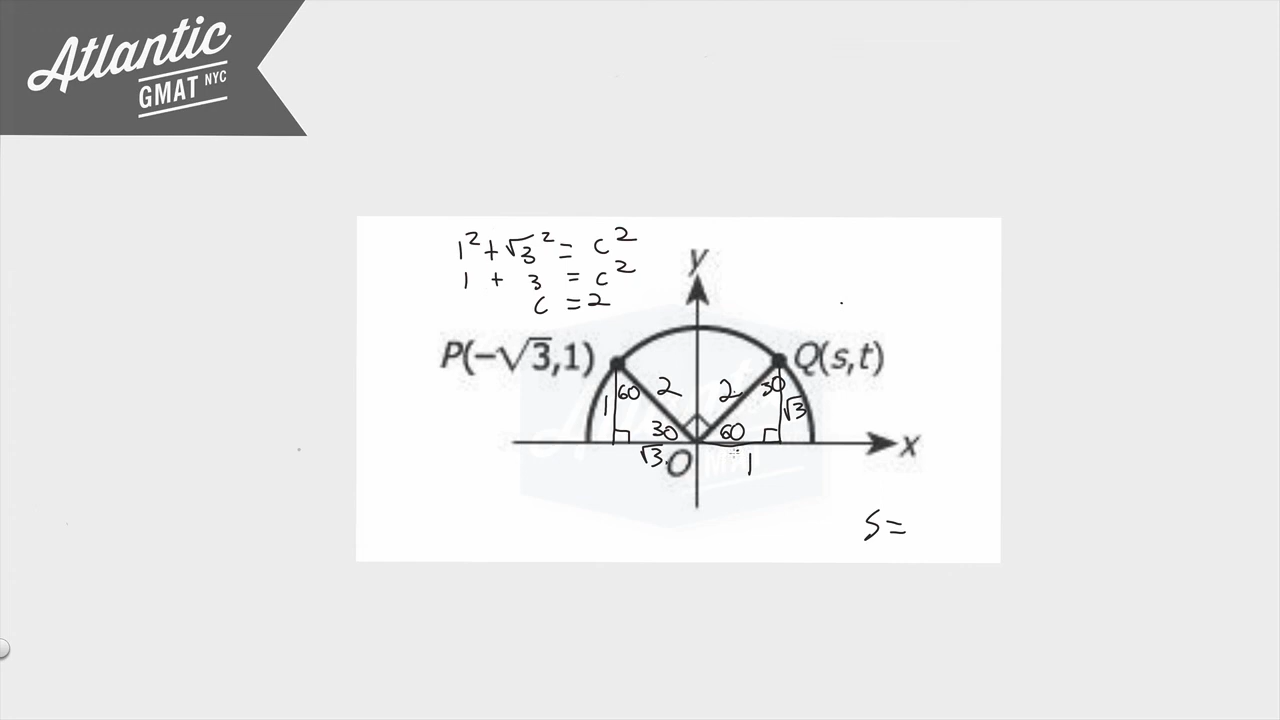 Atlantic
GMAT NYC
1² + √3² = c²
1 + 3 = c²
c = 2
y
P(-√3,1)
Q(s,t)
60 2 2 30
1 √3
30 60
√3 O 1
x
s =